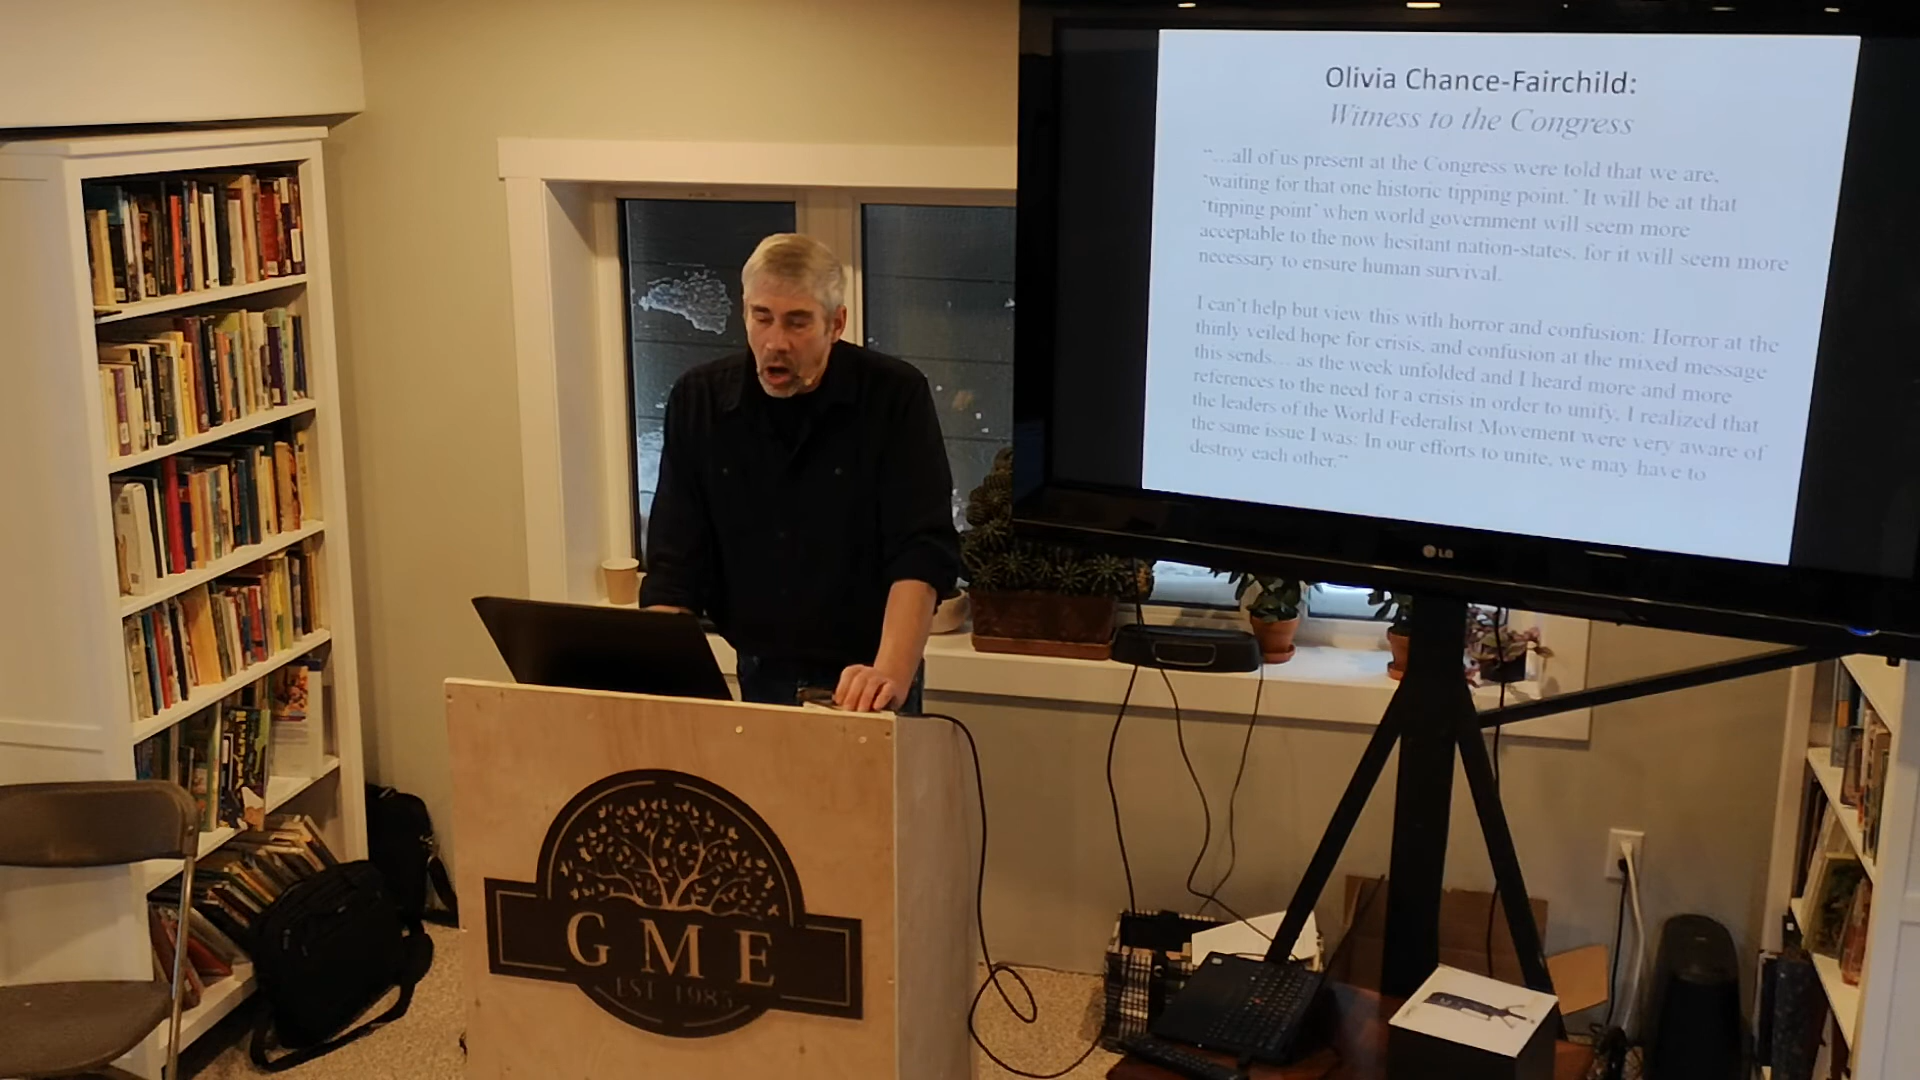 Olivia Chance-Fairchild:
Witness to the Congress
“…all of us present at the Congress were told that we are,
‘waiting for that one historic tipping point.’ It will be at that
‘tipping point’ when world government will seem more
acceptable to the now hesitant nation-states, for it will seem more
necessary to ensure human survival.
I can't help but view this with horror and confusion: Horror at the
thinly veiled hope for crisis, and confusion at the mixed message
this sends… as the week unfolded and I heard more and more
references to the need for a crisis in order to unify, I realized that
the leaders of the World Federalist Movement were very aware of
the same issue I was: In our efforts to unite, we may have to
destroy each other.”
LG
GME
EST 1985